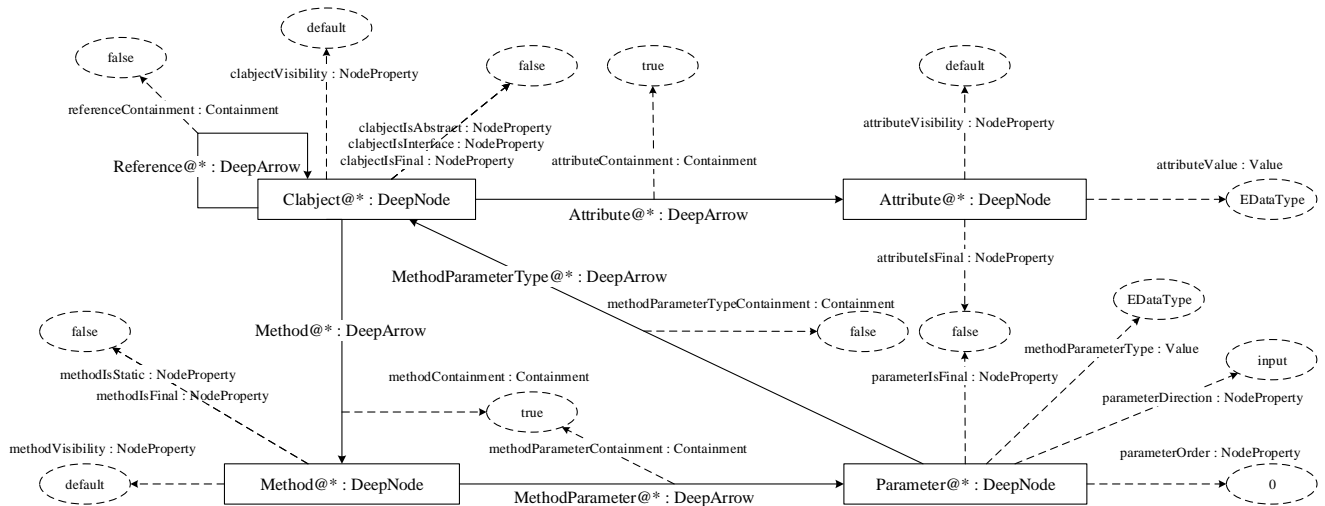 default
false
clabjectVisibility : NodeProperty
false
true
default
referenceContainment : Containment
clabjectIsAbstract : NodeProperty
clabjectIsInterface : NodeProperty
clabjectIsFinal : NodeProperty
attributeContainment : Containment
attributeVisibility : NodeProperty
attributeValue : Value
Reference@* : DeepArrow
Clabject@* : DeepNode
Attribute@* : DeepArrow
Attribute@* : DeepNode
EDataType
attributeIsFinal : NodeProperty
MethodParameterType@* : DeepArrow
methodParameterTypeContainment : Containment
EDataType
Method@* : DeepArrow
false
false
false
methodParameterType : Value
input
methodIsStatic : NodeProperty
methodIsFinal : NodeProperty
methodContainment : Containment
true
parameterIsFinal : NodeProperty
parameterDirection : NodeProperty
methodVisibility : NodeProperty
methodParameterContainment : Containment
parameterOrder : NodeProperty
default
Method@* : DeepNode
MethodParameter@* : DeepArrow
Parameter@* : DeepNode
0